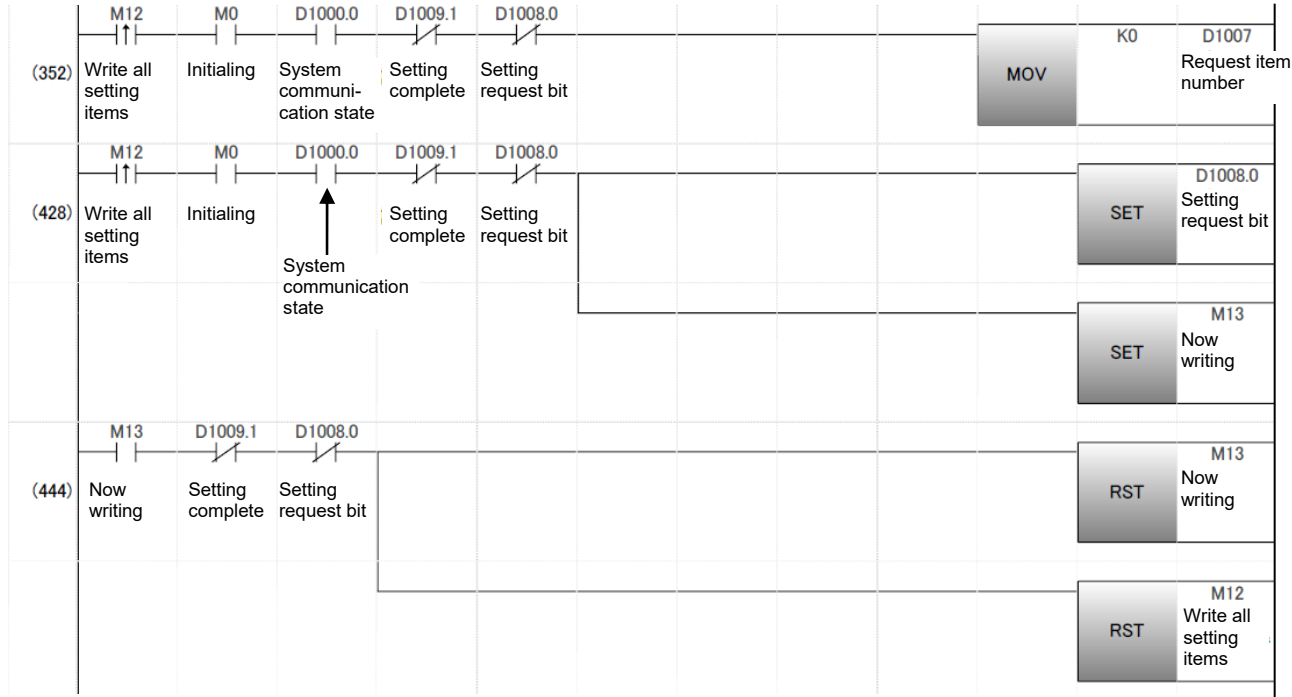 M12 M0 D1000.0 D1009.1 D1008.0
K0 D1007
(352) Write all Initialing System Setting Setting MOV Request item
setting communi- complete request bit number
items cation state
M12 M0 D1000.0 D1009.1 D1008.0
D1008.0
(428) Write all Initialing Setting Setting SET Setting
setting complete request bit request bit
items
System
communication
state
M13
SET Now
writing
M13 D1009.1 D1008.0
M13
(444) Now Setting Setting RST Now
writing complete request bit writing
M12
RST Write all
setting
items